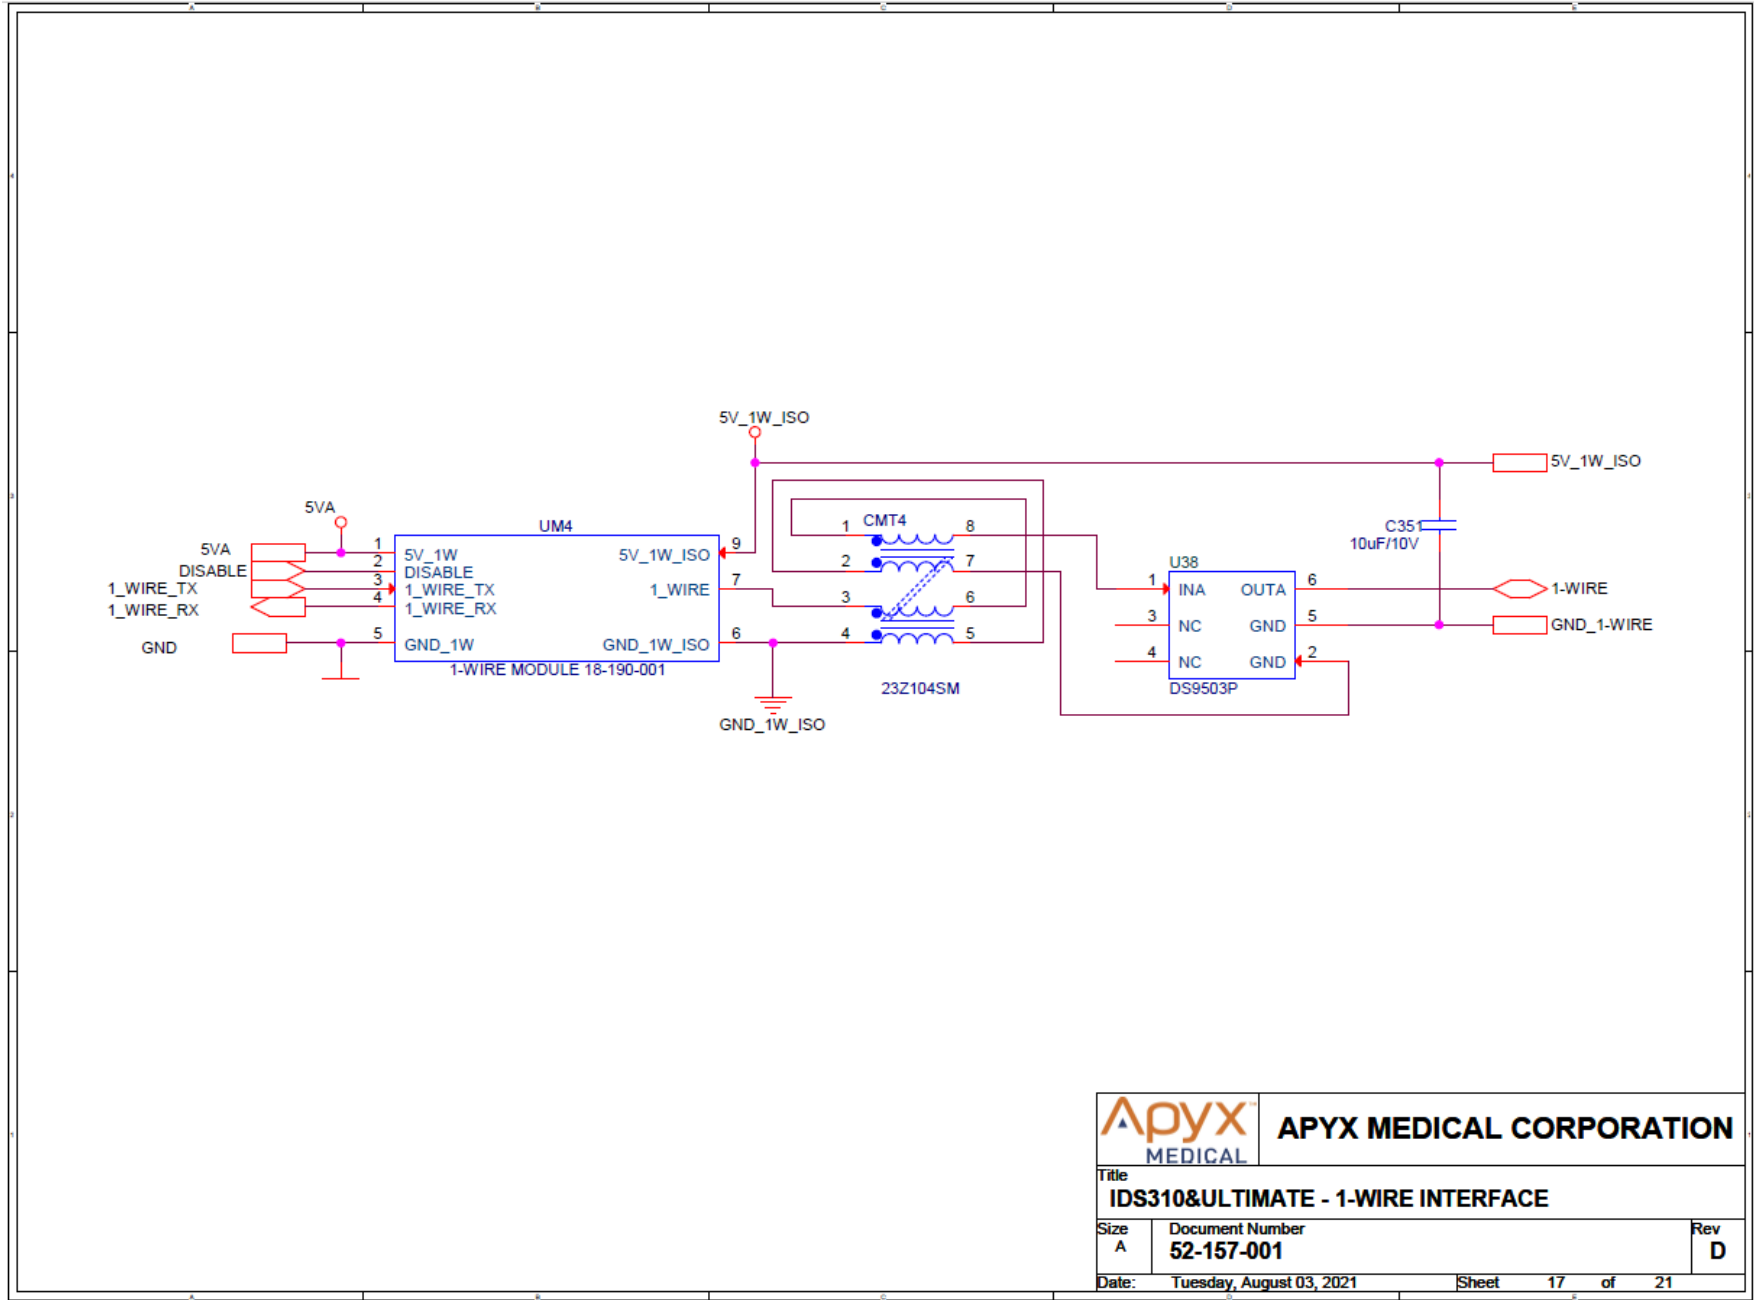 5V_1W_ISO
5V_1W_ISO
5VA
UM4
CMT4
C351
10uF/10V
5VA
1
5V_1W
5V_1W_ISO
9
1
8
DISABLE
2
DISABLE
2
7
U38
1_WIRE_TX
3
1_WIRE_TX
1_WIRE
7
3
6
1
INA
OUTA
6
1-WIRE
1_WIRE_RX
4
1_WIRE_RX
3
NC
GND
5
GND_1-WIRE
GND
5
GND_1W
GND_1W_ISO
6
4
5
4
NC
GND
2
1-WIRE MODULE 18-190-001
23Z104SM
DS9503P
GND_1W_ISO
Apyx™
MEDICAL
APYX MEDICAL CORPORATION
Title
IDS310&ULTIMATE - 1-WIRE INTERFACE
Size
A
Document Number
52-157-001
Rev
D
Date: Tuesday, August 03, 2021 Sheet 17 of 21